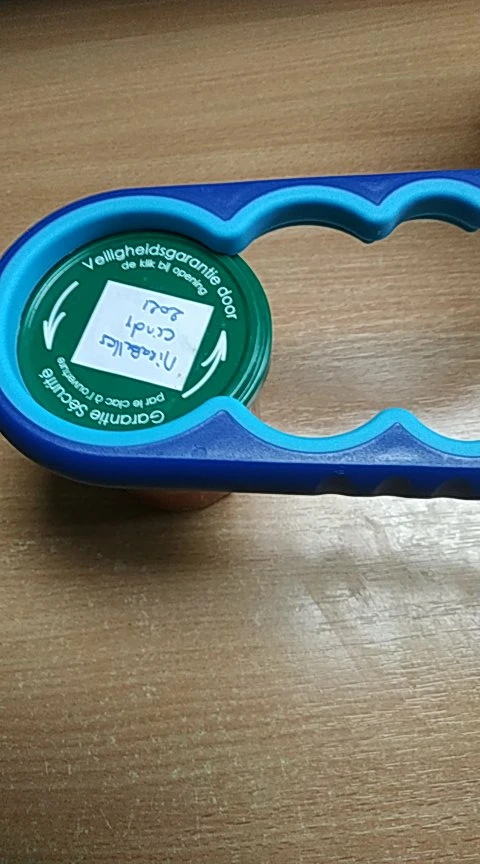 Veiligheidsgarantie door
de klik bij opening
Mirabelles
Cindy
2021
par le clac à l'ouverture
Garantie Sécurité